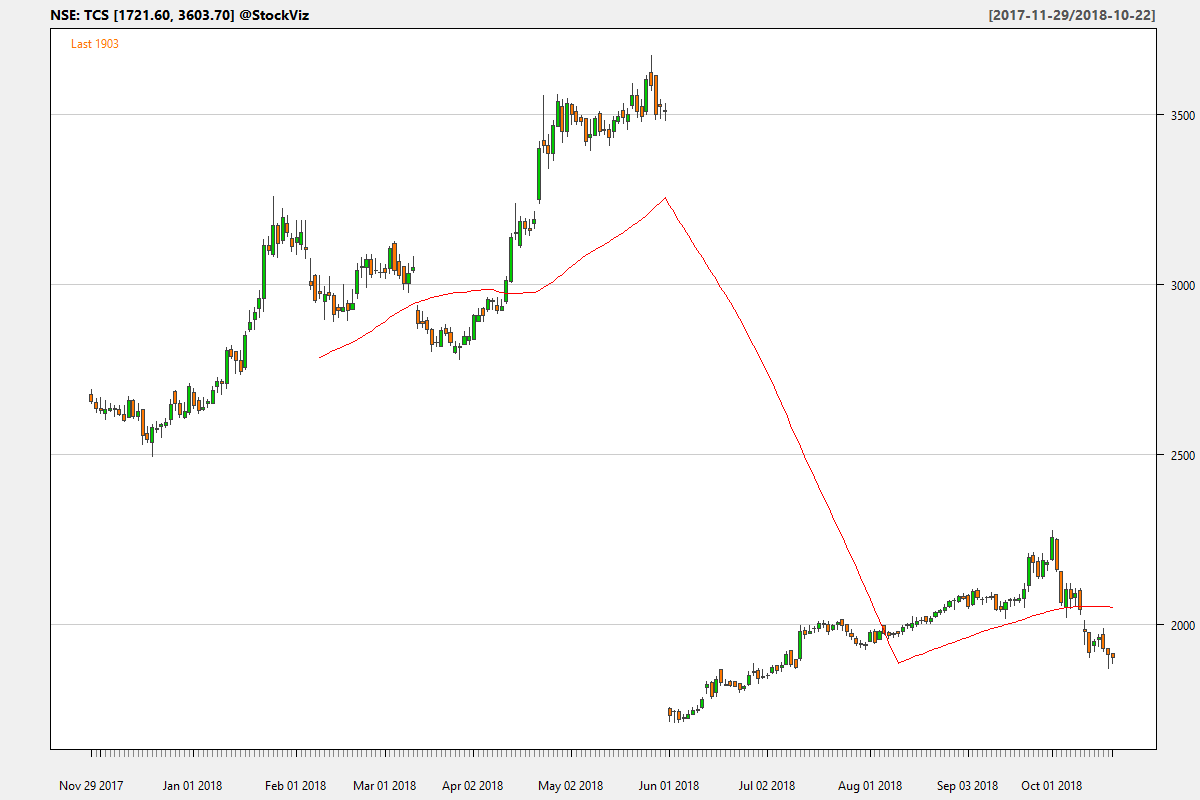 NSE: TCS [1721.60, 3603.70] @StockViz
[2017-11-29/2018-10-22]
Last 1903
3500
3000
2500
2000
Nov 29 2017 Jan 01 2018 Feb 01 2018 Mar 01 2018 Apr 02 2018 May 02 2018 Jun 01 2018 Jul 02 2018 Aug 01 2018 Sep 03 2018 Oct 01 2018